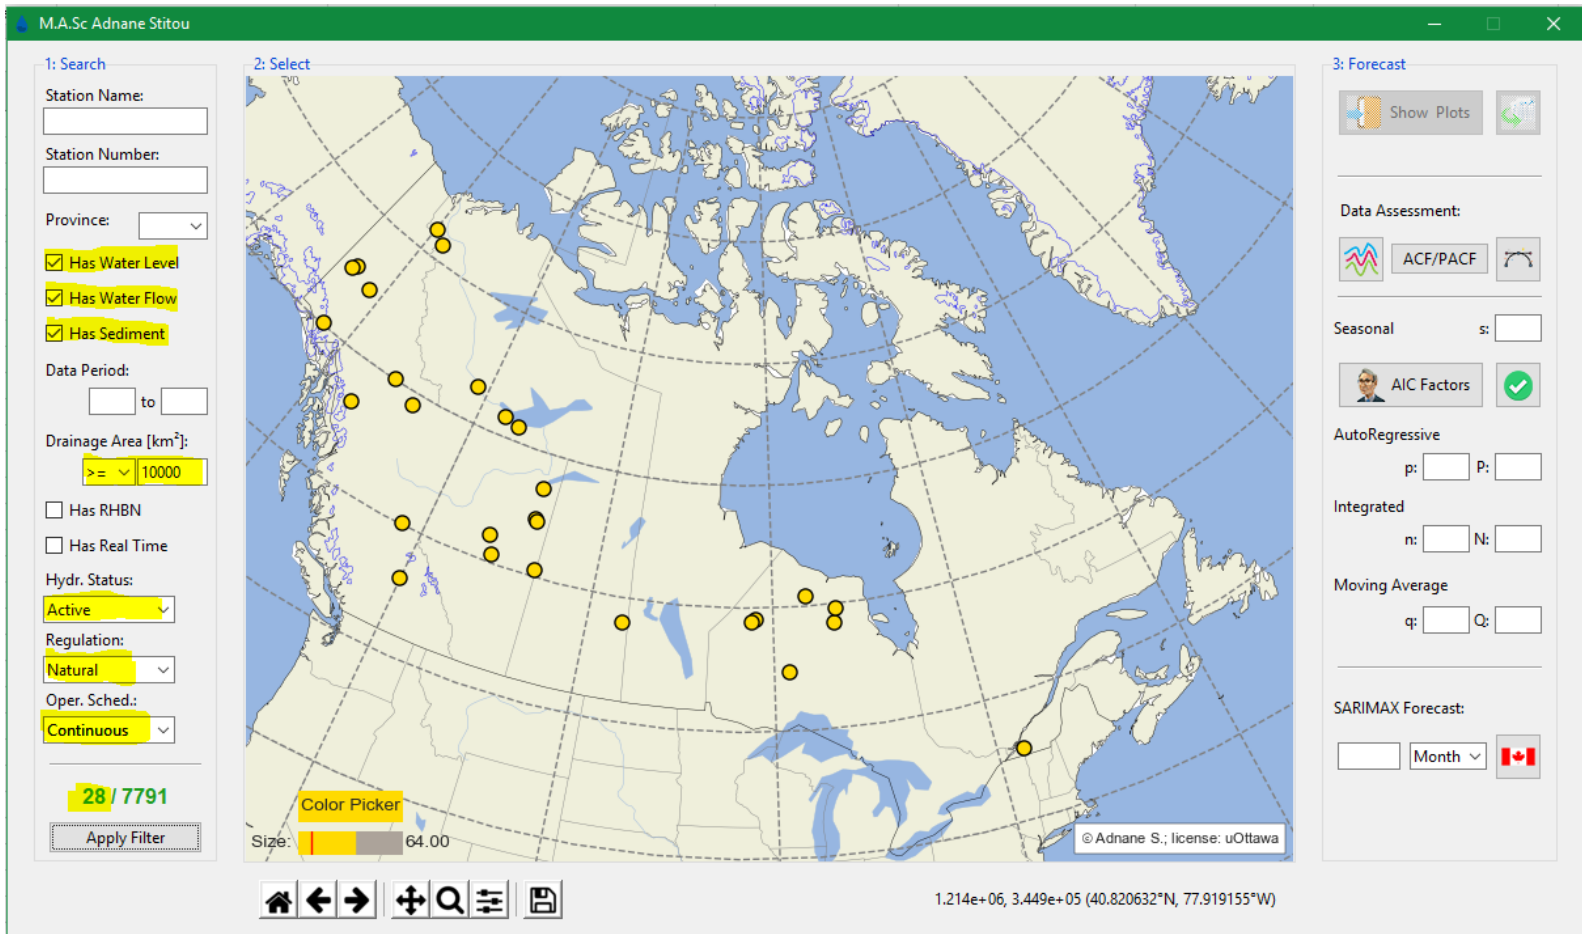 M.A.Sc Adnane Stitou
1: Search
Station Name:
Station Number:
Province:
Has Water Level
Has Water Flow
Has Sediment
Data Period:
to
Drainage Area [km²]:
>= 10000
Has RHBN
Has Real Time
Hydr. Status:
Active
Regulation:
Natural
Oper. Sched.:
Continuous
28 / 7791
Apply Filter
2: Select
Color Picker
Size: 64.00
© Adnane S.; license: uOttawa
1.214e+06, 3.449e+05 (40.820632°N, 77.919155°W)
3: Forecast
Show Plots
Data Assessment:
ACF/PACF
Seasonal s:
AIC Factors
AutoRegressive
p: P:
Integrated
n: N:
Moving Average
q: Q:
SARIMAX Forecast:
Month